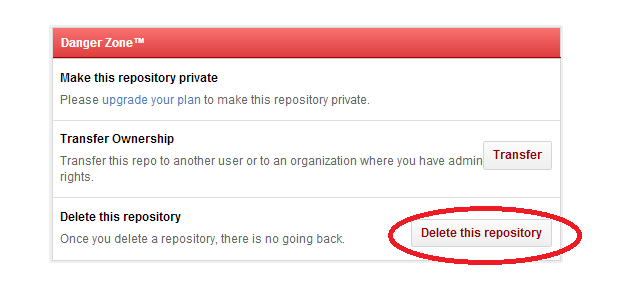 Danger Zone™
Make this repository private
Please upgrade your plan to make this repository private.
Transfer Ownership
Transfer this repo to another user or to an organization where you have admin
rights.
Transfer
Delete this repository
Once you delete a repository, there is no going back.
Delete this repository